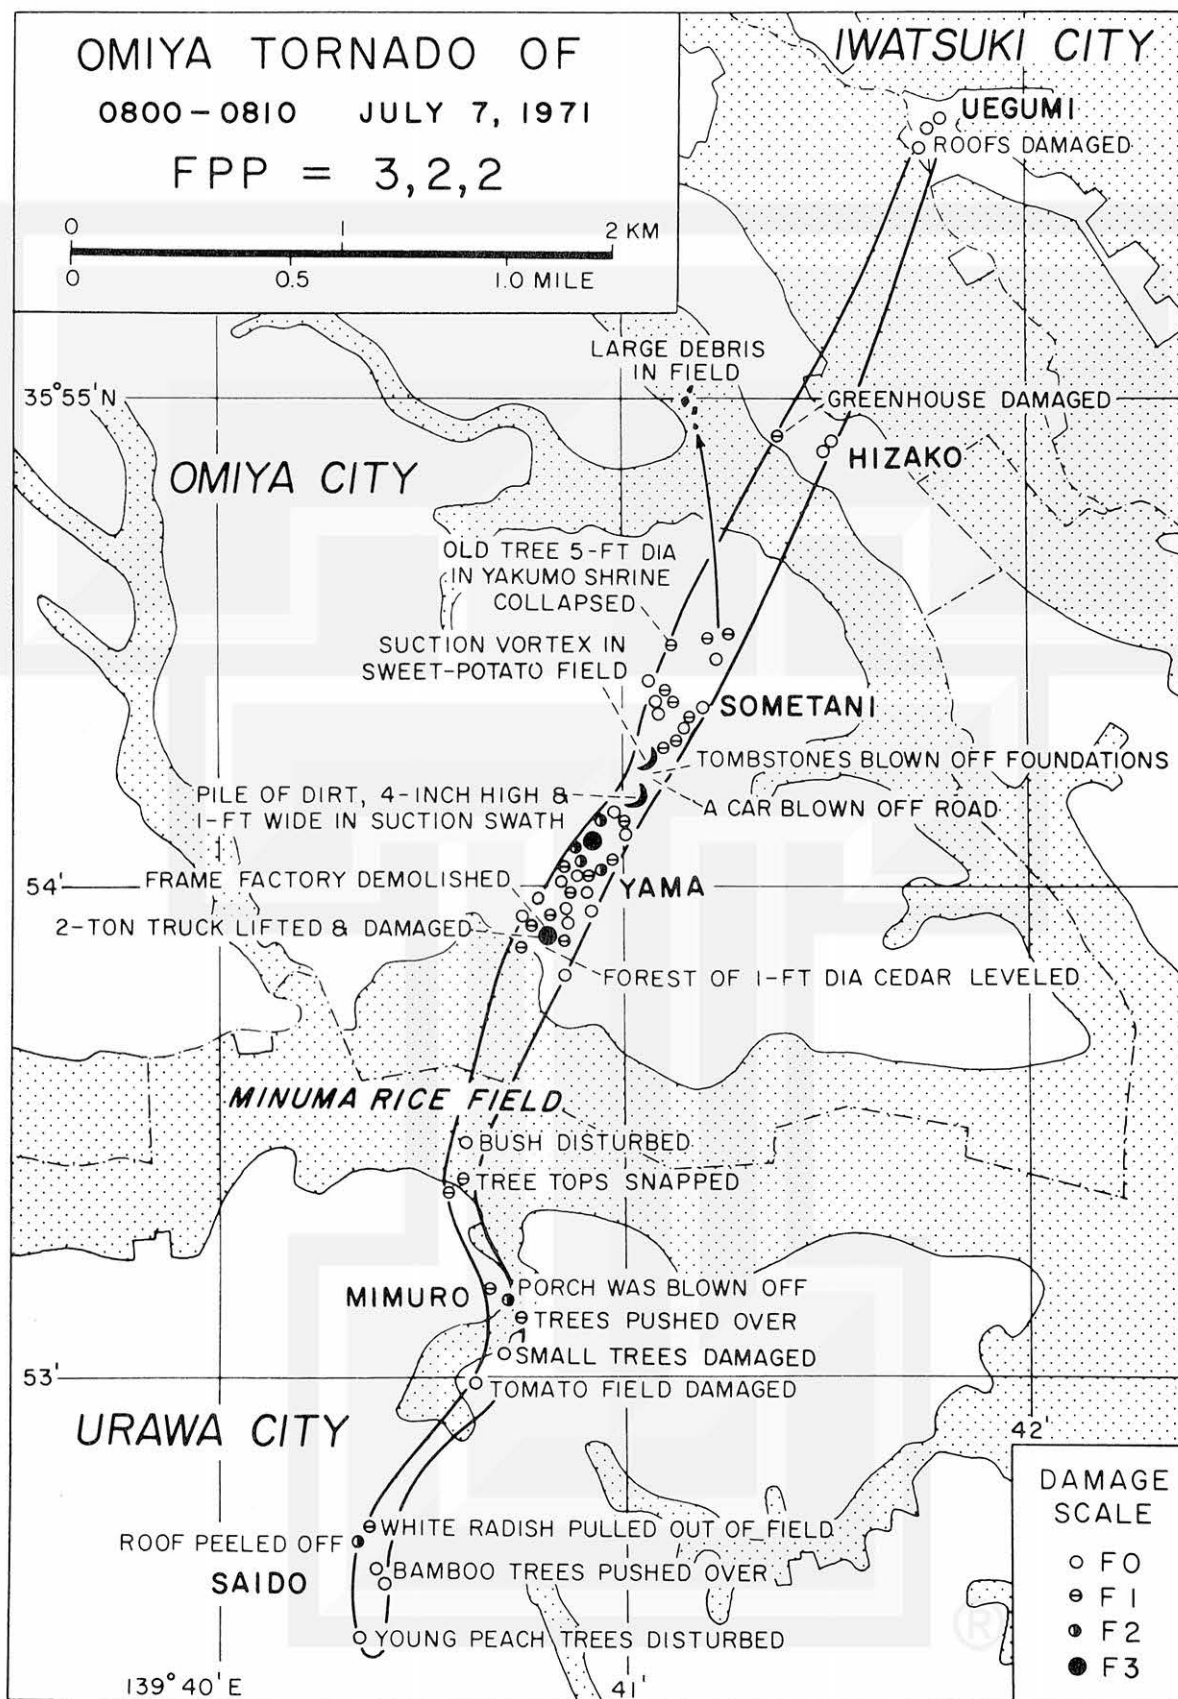 OMIYA TORNADO OF
0800-0810 JULY 7, 1971
FPP = 3,2,2
0 1 2 KM
0 0.5 1.0 MILE
IWATSUKI CITY
UEGUMI
ROOFS DAMAGED
LARGE DEBRIS
IN FIELD
35°55'N
GREENHOUSE DAMAGED
HIZAKO
OMIYA CITY
OLD TREE 5-FT DIA
IN YAKUMO SHRINE
COLLAPSED
SUCTION VORTEX IN
SWEET-POTATO FIELD
SOMETANI
TOMBSTONES BLOWN OFF FOUNDATIONS
PILE OF DIRT, 4-INCH HIGH &
1-FT WIDE IN SUCTION SWATH
A CAR BLOWN OFF ROAD
54'
FRAME FACTORY DEMOLISHED
YAMA
2-TON TRUCK LIFTED & DAMAGED
FOREST OF 1-FT DIA CEDAR LEVELED
MINUMA RICE FIELD
BUSH DISTURBED
TREE TOPS SNAPPED
MIMURO
PORCH WAS BLOWN OFF
TREES PUSHED OVER
SMALL TREES DAMAGED
53'
TOMATO FIELD DAMAGED
URAWA CITY
42'
WHITE RADISH PULLED OUT OF FIELD
ROOF PEELED OFF
SAIDO
BAMBOO TREES PUSHED OVER
YOUNG PEACH TREES DISTURBED
139°40'E
41'
DAMAGE
SCALE
F0
F1
F2
F3
®